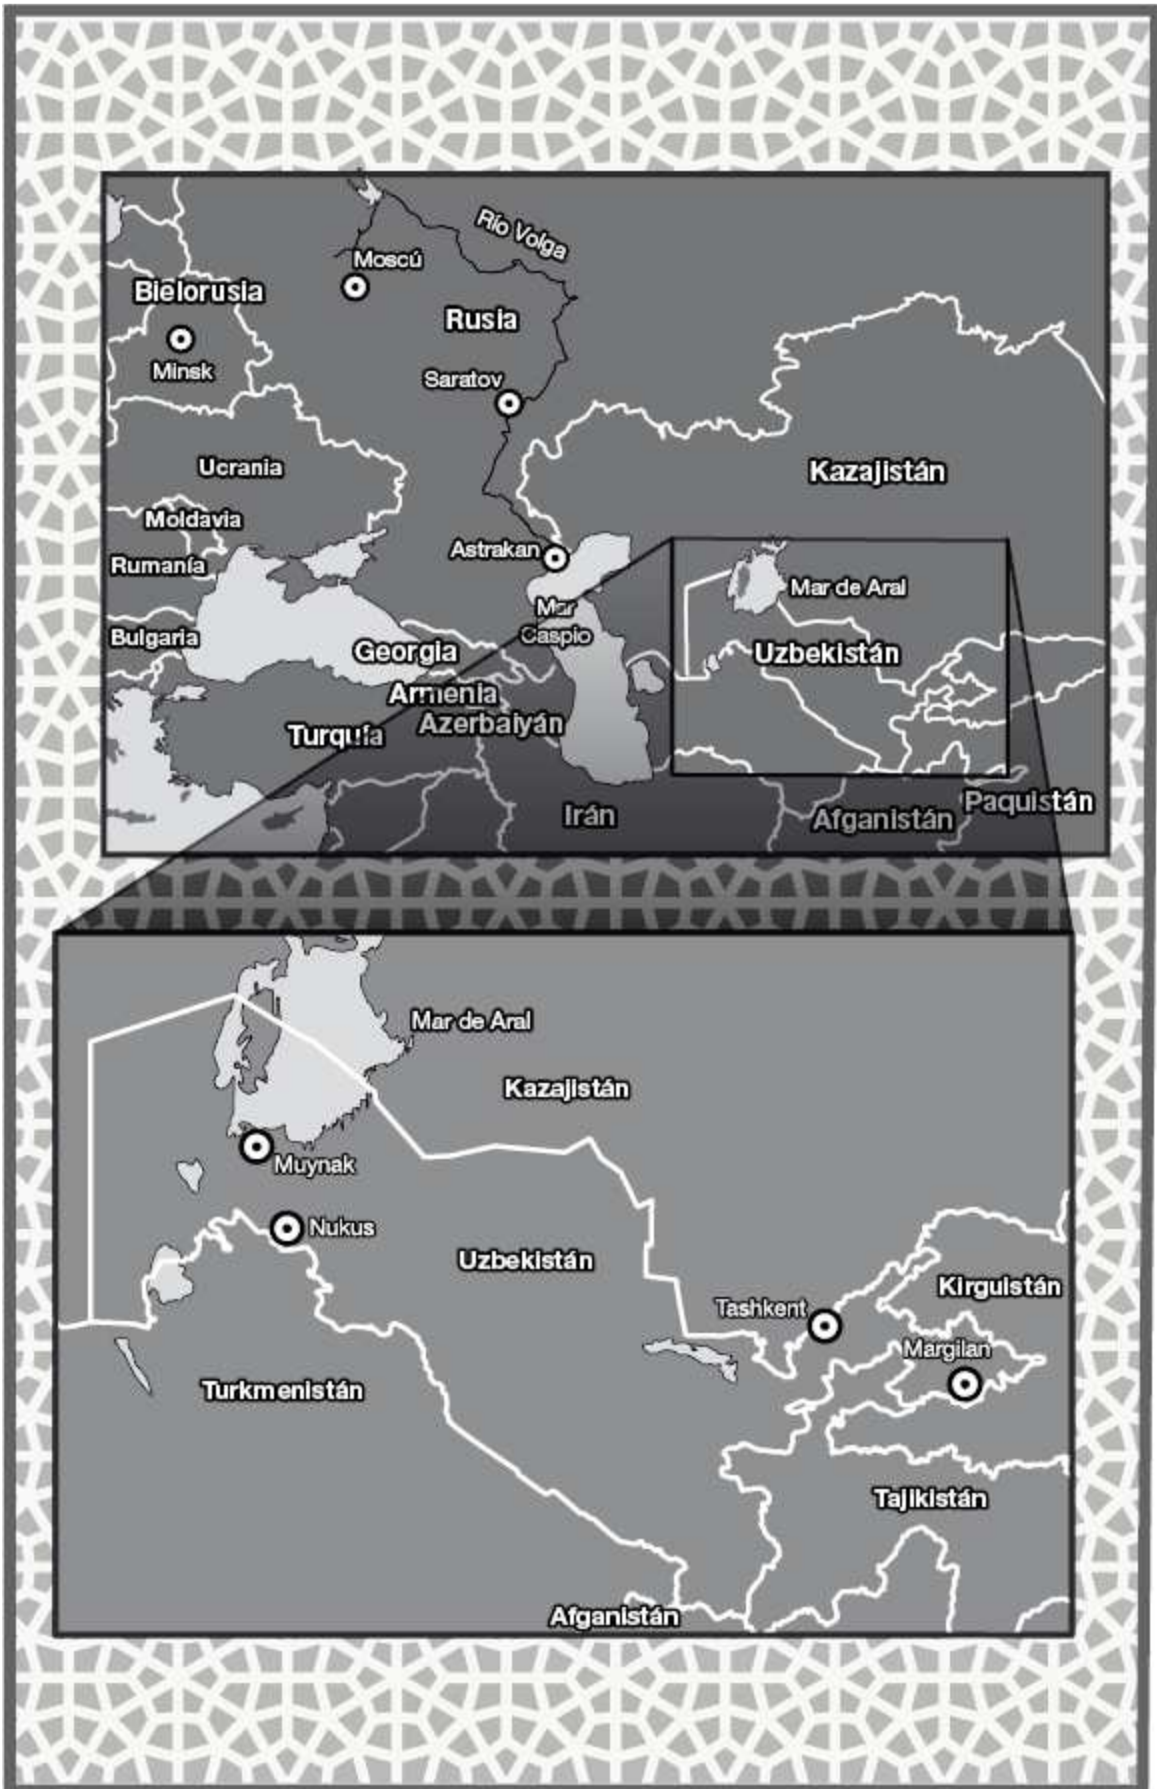 Río Volga
Moscú
Bielorusia
Rusia
Minsk
Saratov
Ucrania
Kazajistán
Moldavia
Astrakan
Rumanía
Mar de Aral
Mar
Caspio
Bulgaria
Georgia
Uzbekistán
Armenia
Azerbaiyán
Turquía
Irán
Paquistán
Afganistán
Mar de Aral
Kazajistán
Muynak
Nukus
Uzbekistán
Kirguistán
Tashkent
Margilan
Turkmenistán
Tajikistán
Afganistán